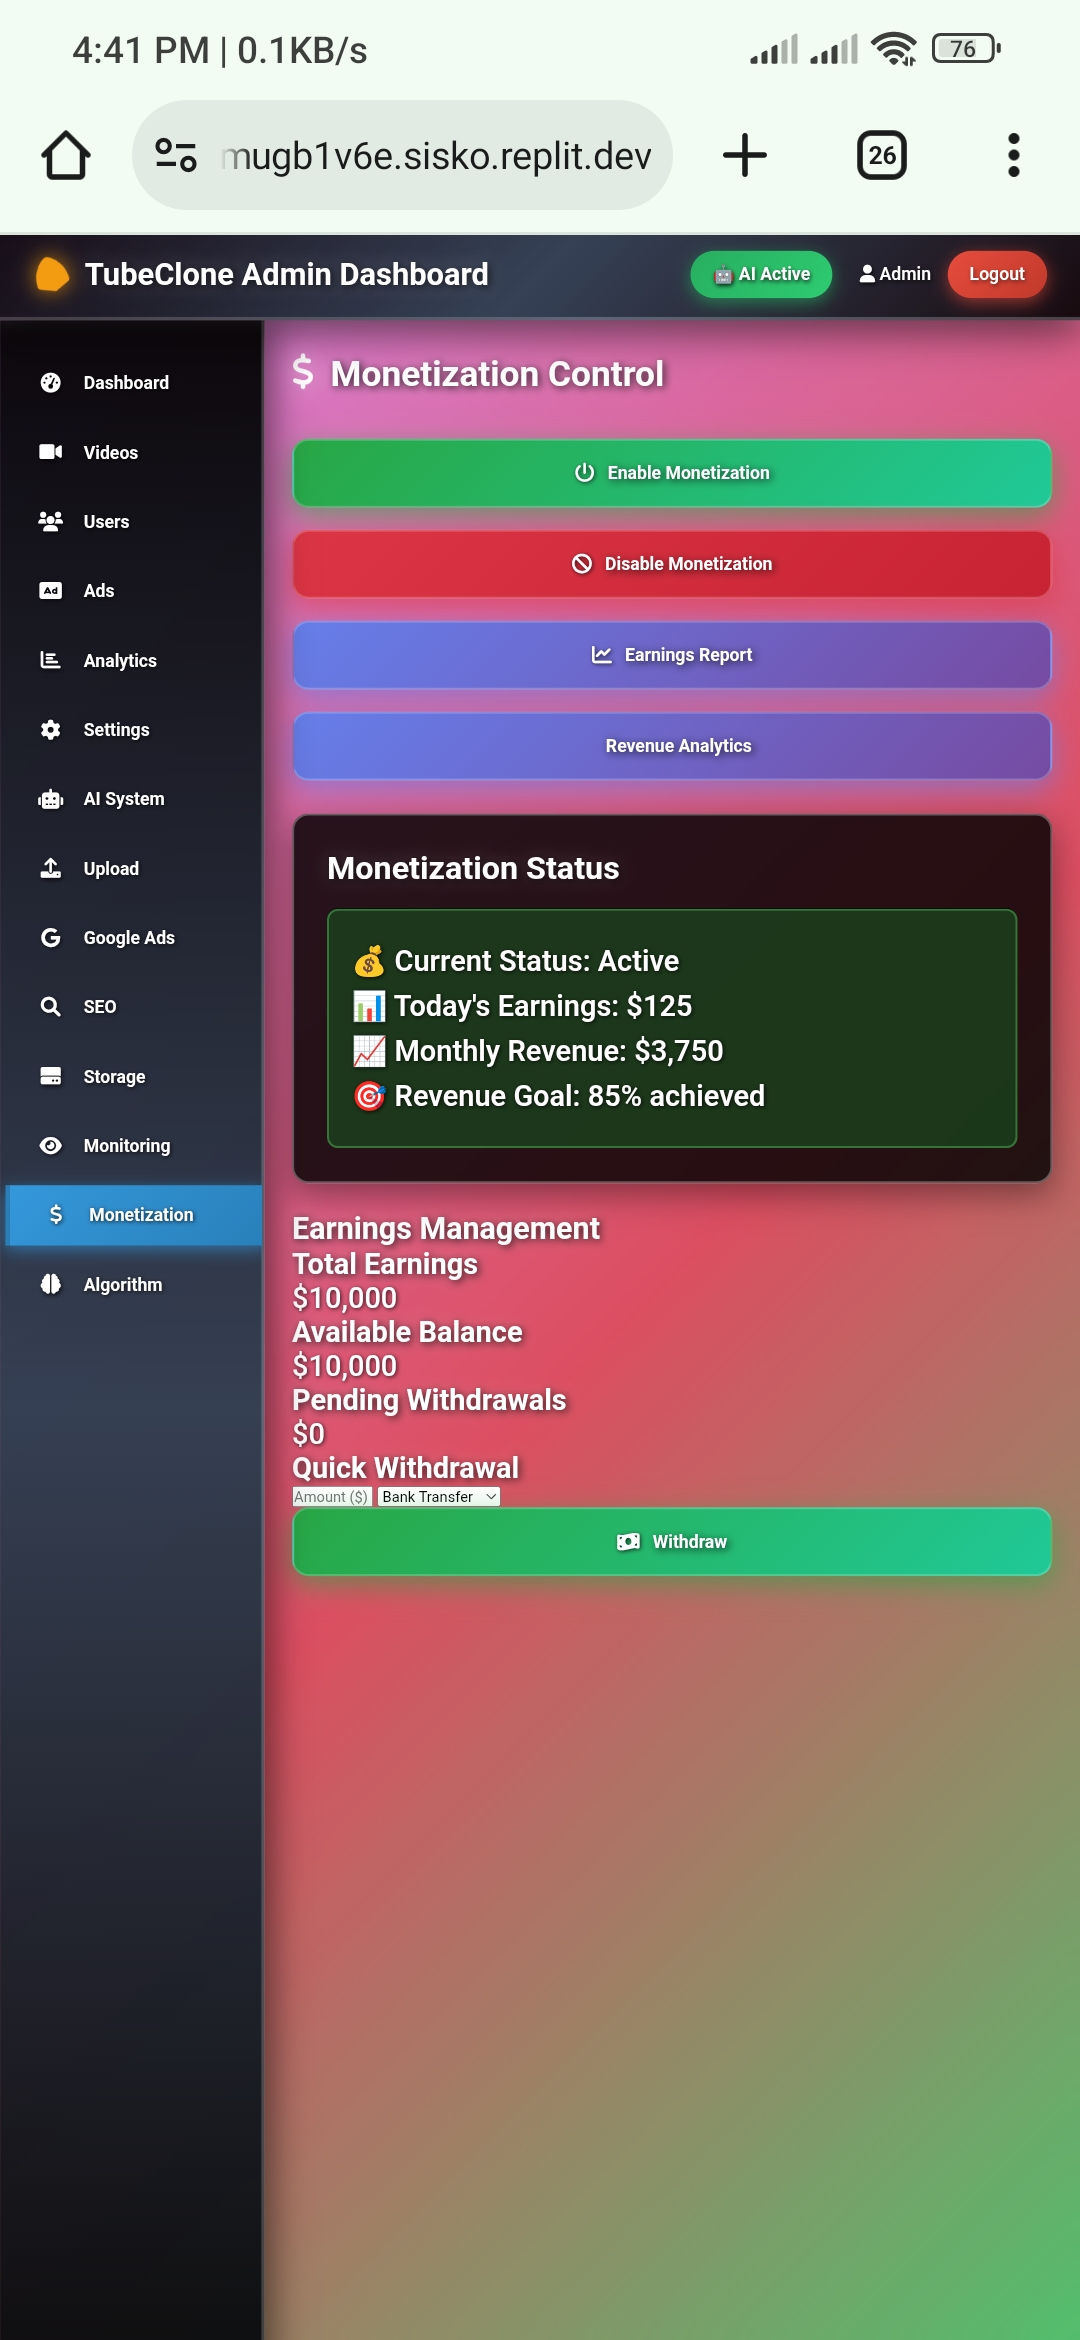 4:41 PM | 0.1KB/s
76
mugb1v6e.sisko.replit.dev
26
TubeClone Admin Dashboard
🤖 AI Active
Admin
Logout
Dashboard
Videos
Users
Ad
Ads
Analytics
Settings
AI System
Upload
Google Ads
SEO
Storage
Monitoring
$ Monetization
Algorithm
$ Monetization Control
Enable Monetization
Disable Monetization
Earnings Report
Revenue Analytics
Monetization Status
💰 Current Status: Active
📊 Today's Earnings: $125
📈 Monthly Revenue: $3,750
🎯 Revenue Goal: 85% achieved
Earnings Management
Total Earnings
$10,000
Available Balance
$10,000
Pending Withdrawals
$0
Quick Withdrawal
Amount ($) Bank Transfer
Withdraw